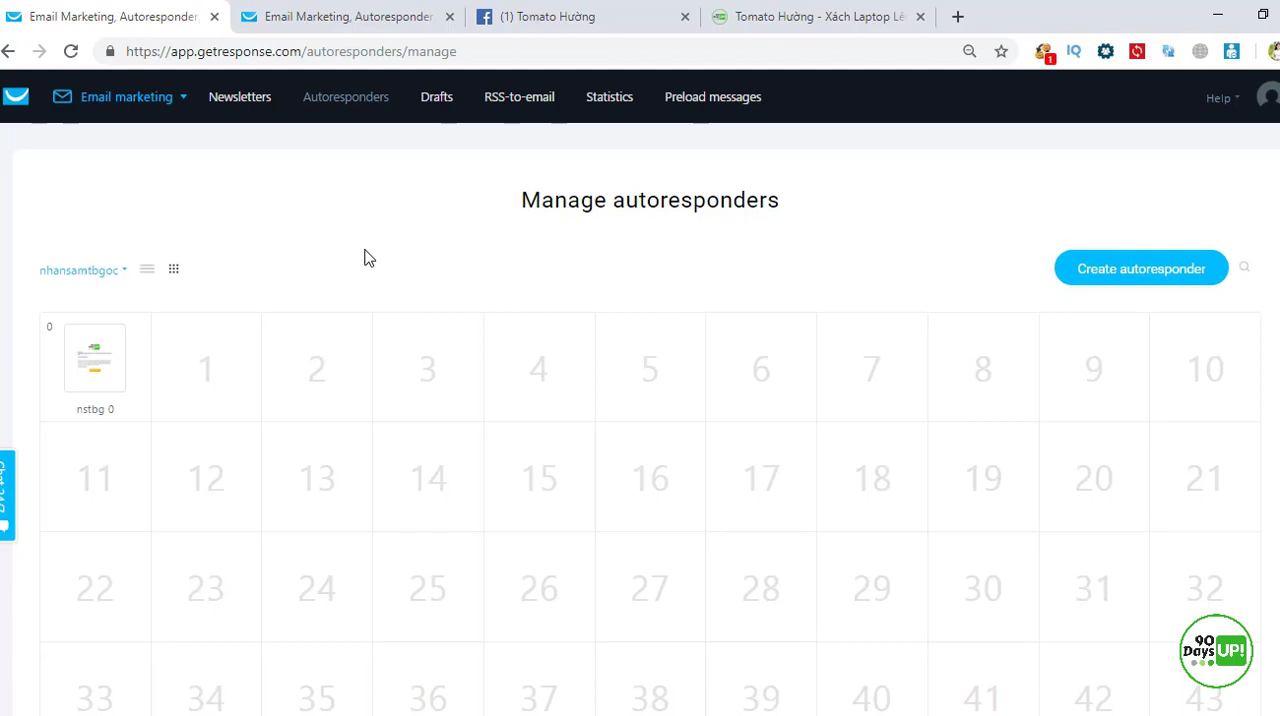 Email Marketing, Autoresponder,
Email Marketing, Autoresponder
(1) Tomato Hường
Tomato Hường - Xách Laptop Lê
https://app.getresponse.com/autoresponders/manage
1
Email marketing
Newsletters
Autoresponders
Drafts
RSS-to-email
Statistics
Preload messages
Help
Manage autoresponders
nhansamtbgoc
Create autoresponder
0
nstbg 0
1 2 3 4 5 6 7 8 9 10
11 12 13 14 15 16 17 18 19 20 21
22 23 24 25 26 27 28 29 30 31 32
33 34 35 36 37 38 39 40 41 42 43
90
Days UP!